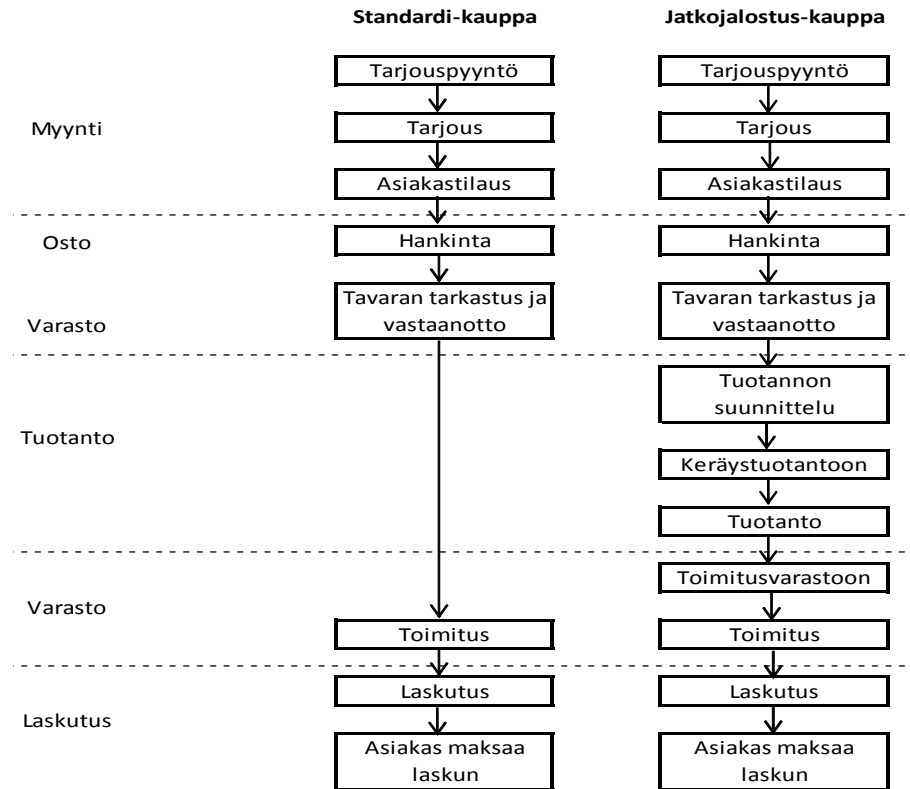 Standardi-kauppa Jatkojalostus-kauppa
Tarjouspyyntö Tarjouspyyntö
Myynti Tarjous Tarjous
Asiakastilaus Asiakastilaus
Osto Hankinta Hankinta
Tavaran tarkastus ja Tavaran tarkastus ja
Varasto vastaanotto vastaanotto
Tuotannon
suunnittelu
Tuotanto
Keräystuotantoon
Tuotanto
Toimitusvarastoon
Varasto
Toimitus Toimitus
Laskutus Laskutus
Laskutus
Asiakas maksaa Asiakas maksaa
laskun laskun